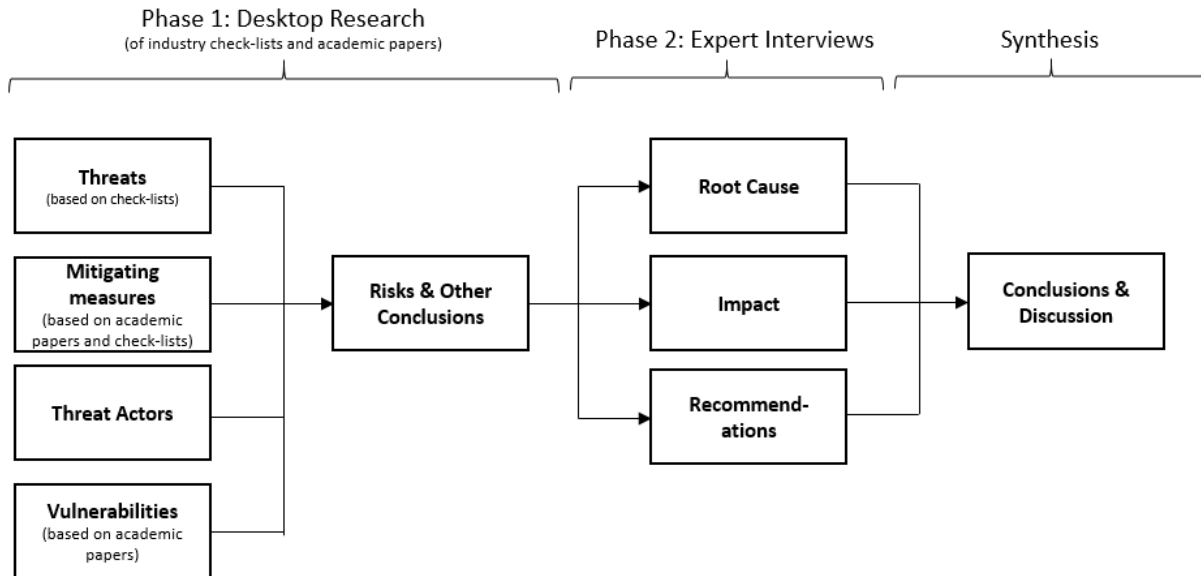 Phase 1: Desktop Research
(of industry check-lists and academic papers)
Phase 2: Expert Interviews
Synthesis
Threats
(based on check-lists)
Mitigating
measures
(based on academic
papers and check-lists)
Threat Actors
Vulnerabilities
(based on academic
papers)
Risks & Other
Conclusions
Root Cause
Impact
Recommend-
ations
Conclusions &
Discussion